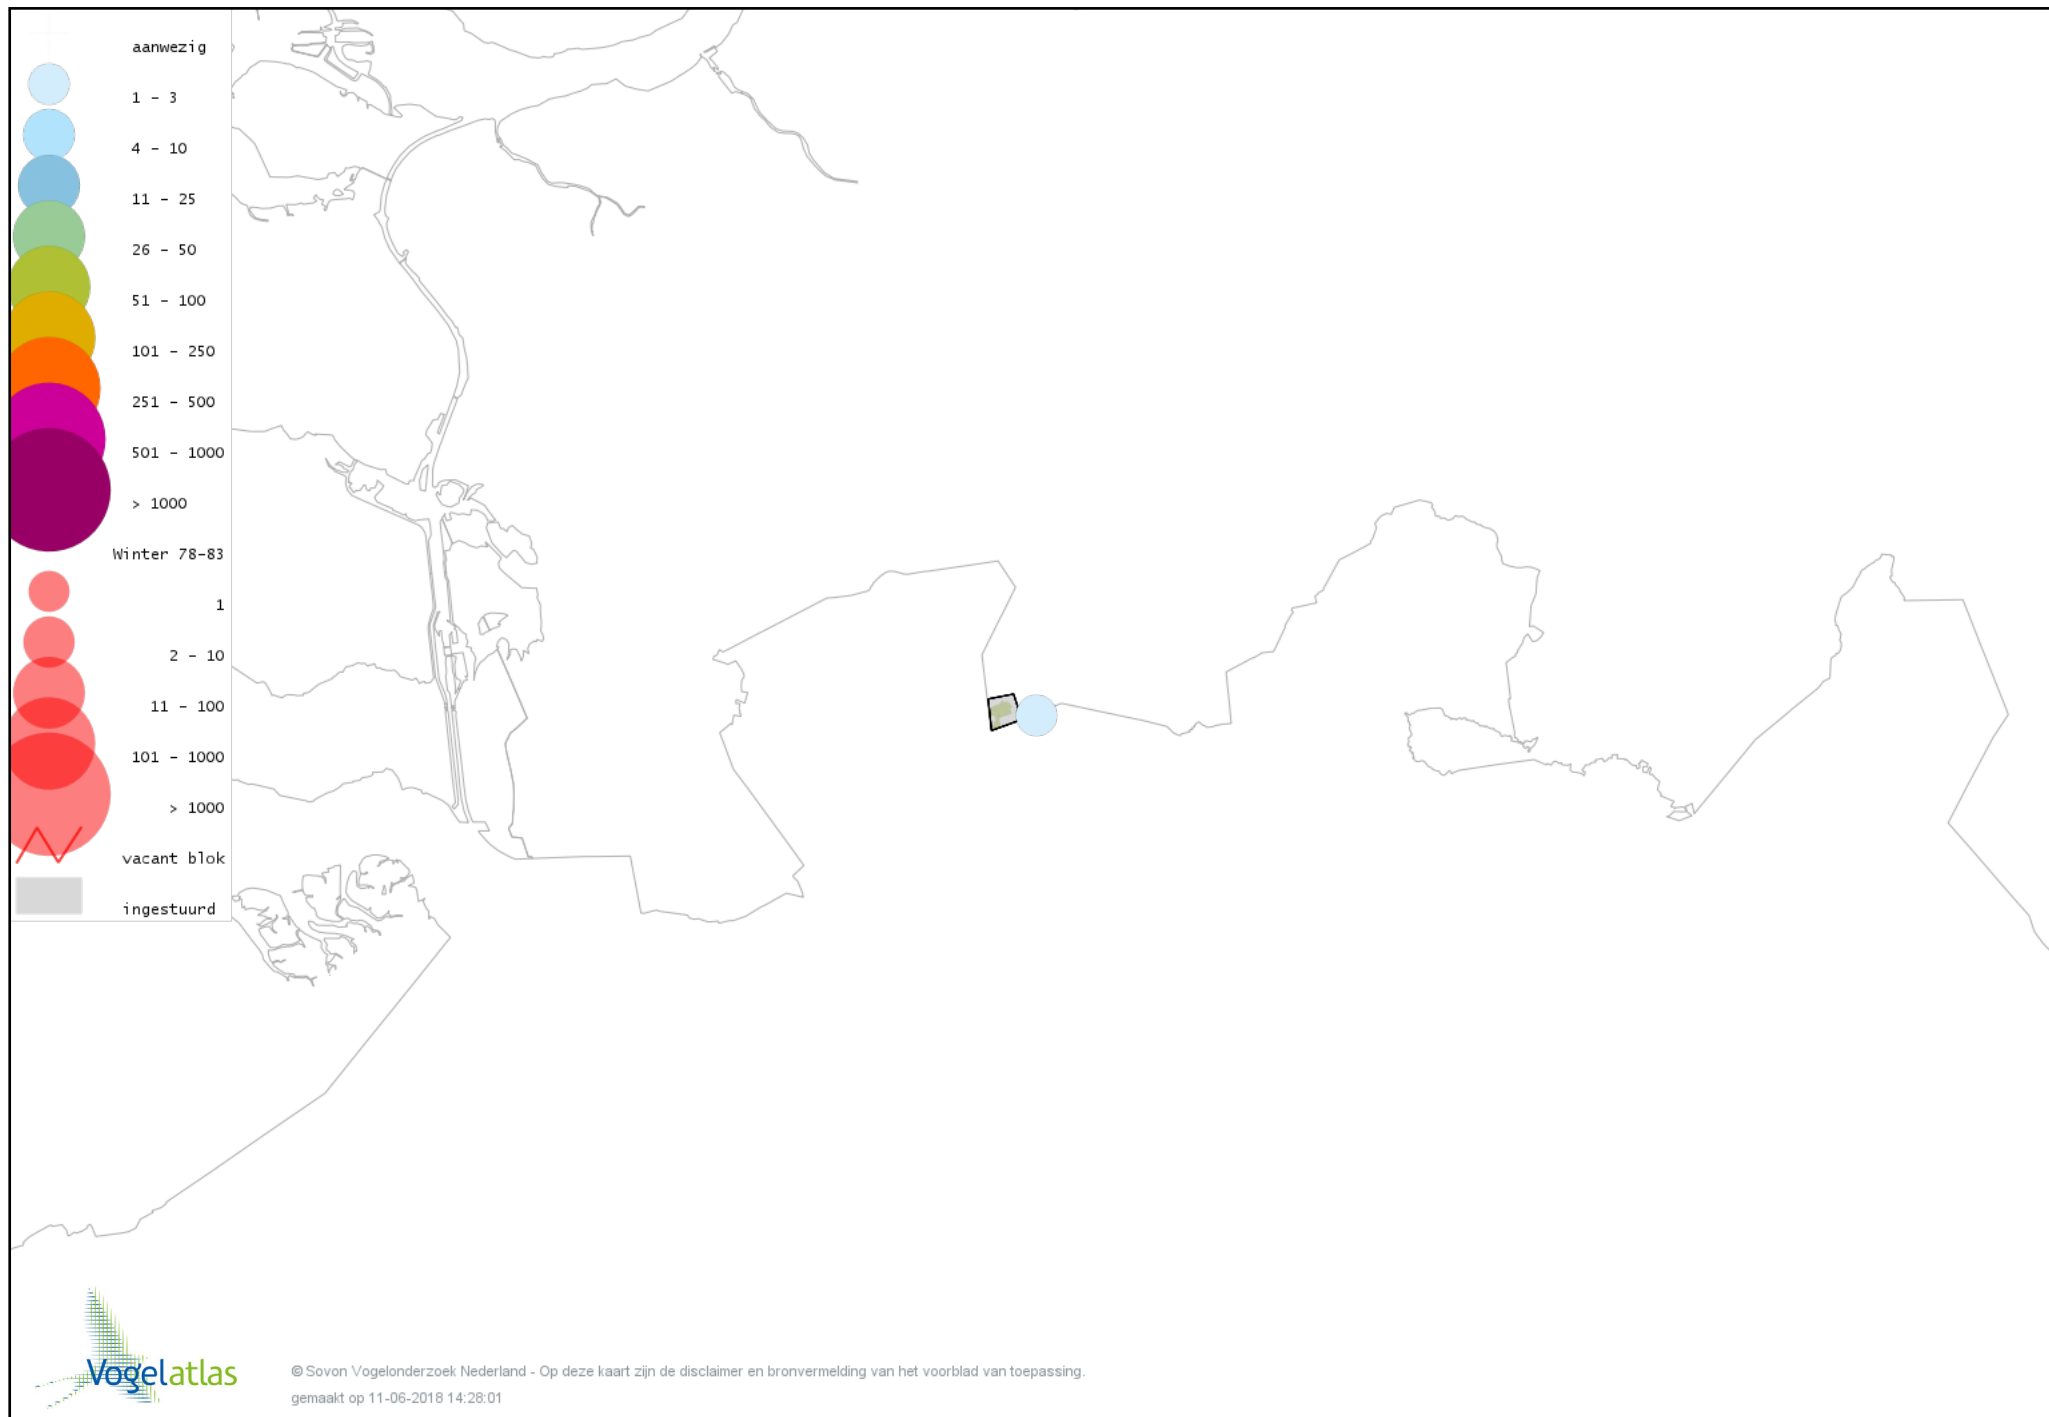 aanwezig
1 - 3
4 - 10
11 - 25
26 - 50
51 - 100
101 - 250
251 - 500
501 - 1000
> 1000
Winter 78-83
1
2 - 10
11 - 100
101 - 1000
> 1000
vacant blok
ingestuurd
Vogelatlas
© Sovon Vogelonderzoek Nederland - Op deze kaart zijn de disclaimer en bronvermelding van het voorblad van toepassing.
gemaakt op 11-06-2018 14:28:01